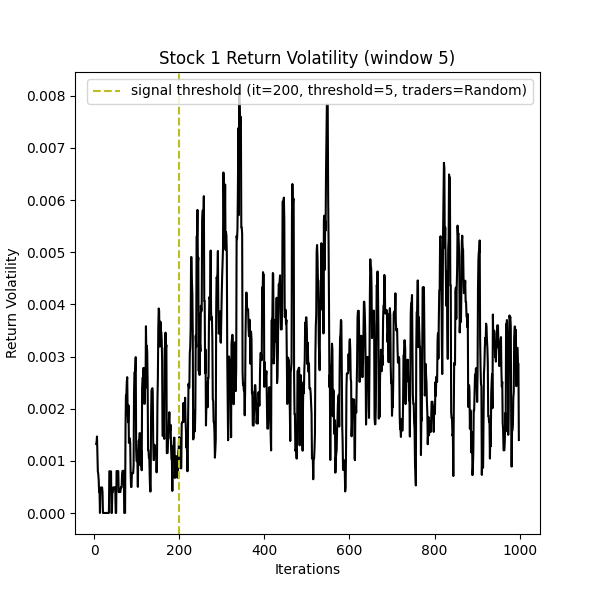 Stock 1 Return Volatility (window 5)
signal threshold (it=200, threshold=5, traders=Random)
0.008
0.007
0.006
0.005
0.004
0.003
0.002
0.001
0.000
Return Volatility
0 200 400 600 800 1000
Iterations